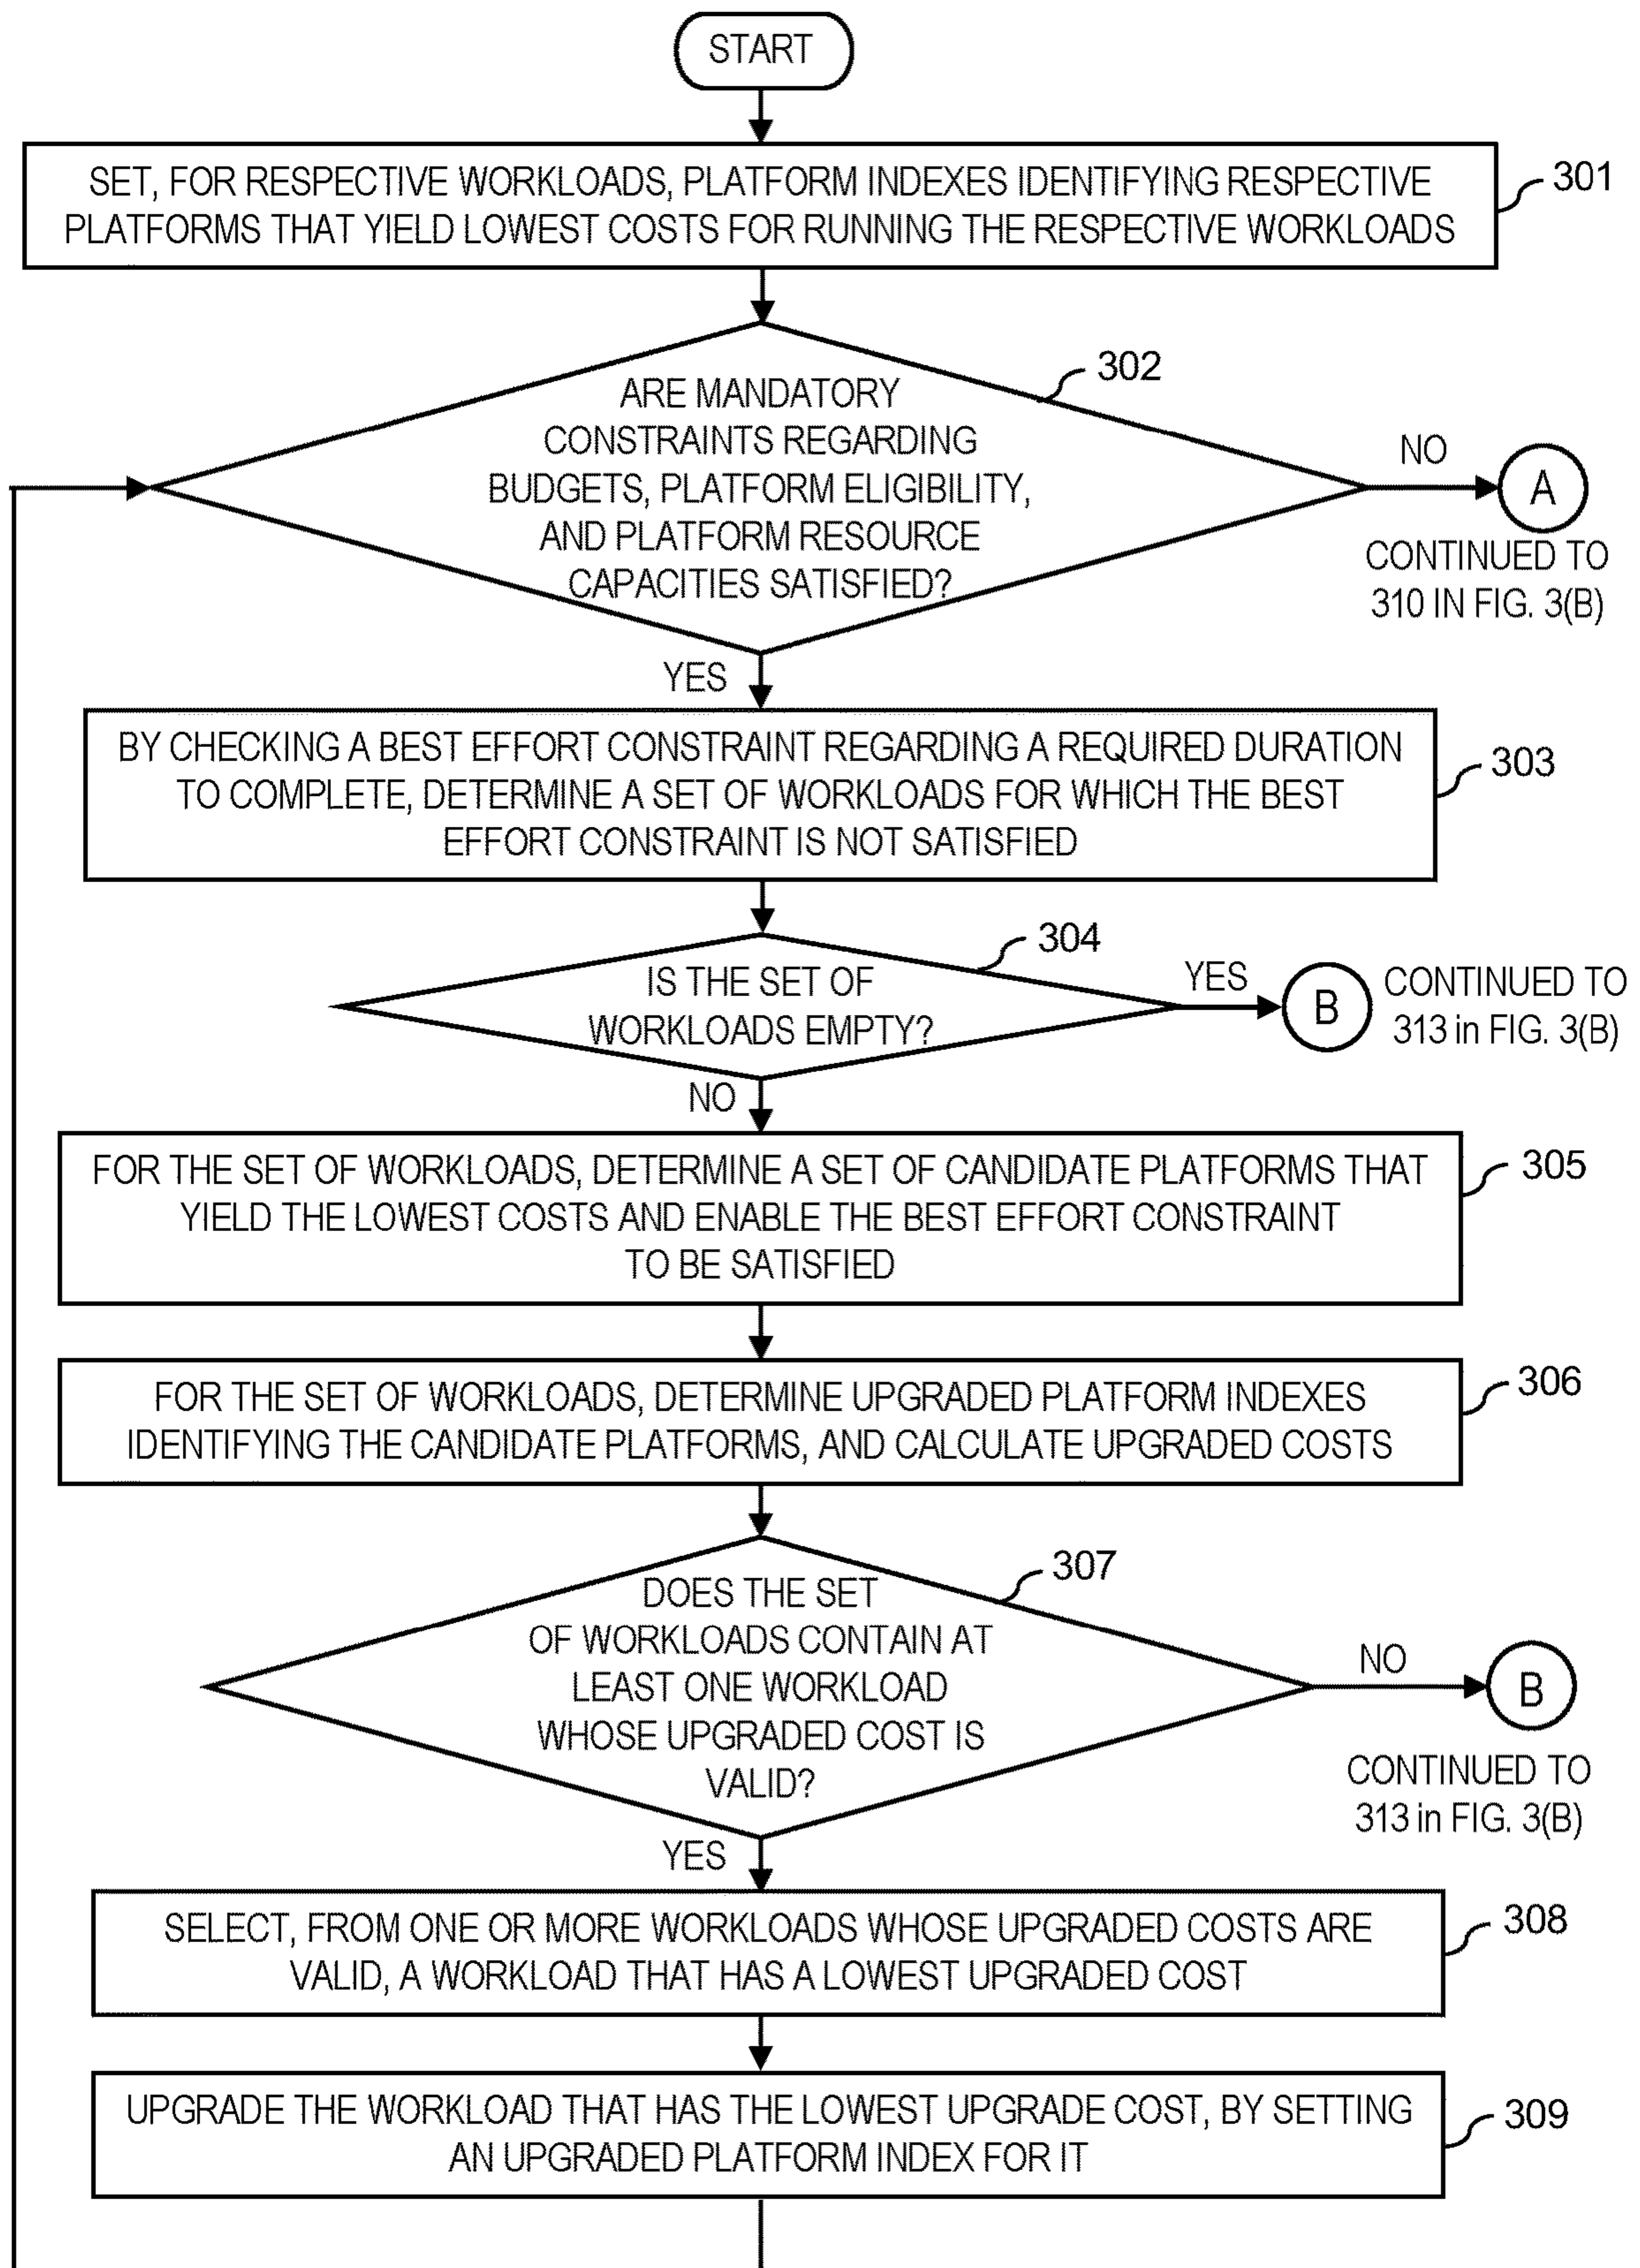 START
SET, FOR RESPECTIVE WORKLOADS, PLATFORM INDEXES IDENTIFYING RESPECTIVE
PLATFORMS THAT YIELD LOWEST COSTS FOR RUNNING THE RESPECTIVE WORKLOADS
301
302
ARE MANDATORY
CONSTRAINTS REGARDING
BUDGETS, PLATFORM ELIGIBILITY,
AND PLATFORM RESOURCE
CAPACITIES SATISFIED?
NO
A
CONTINUED TO
310 IN FIG. 3(B)
YES
BY CHECKING A BEST EFFORT CONSTRAINT REGARDING A REQUIRED DURATION
TO COMPLETE, DETERMINE A SET OF WORKLOADS FOR WHICH THE BEST
EFFORT CONSTRAINT IS NOT SATISFIED
303
304
IS THE SET OF
WORKLOADS EMPTY?
YES
B
CONTINUED TO
313 in FIG. 3(B)
NO
FOR THE SET OF WORKLOADS, DETERMINE A SET OF CANDIDATE PLATFORMS THAT
YIELD THE LOWEST COSTS AND ENABLE THE BEST EFFORT CONSTRAINT
TO BE SATISFIED
305
FOR THE SET OF WORKLOADS, DETERMINE UPGRADED PLATFORM INDEXES
IDENTIFYING THE CANDIDATE PLATFORMS, AND CALCULATE UPGRADED COSTS
306
307
DOES THE SET
OF WORKLOADS CONTAIN AT
LEAST ONE WORKLOAD
WHOSE UPGRADED COST IS
VALID?
NO
B
CONTINUED TO
313 in FIG. 3(B)
YES
SELECT, FROM ONE OR MORE WORKLOADS WHOSE UPGRADED COSTS ARE
VALID, A WORKLOAD THAT HAS A LOWEST UPGRADED COST
308
UPGRADE THE WORKLOAD THAT HAS THE LOWEST UPGRADE COST, BY SETTING
AN UPGRADED PLATFORM INDEX FOR IT
309